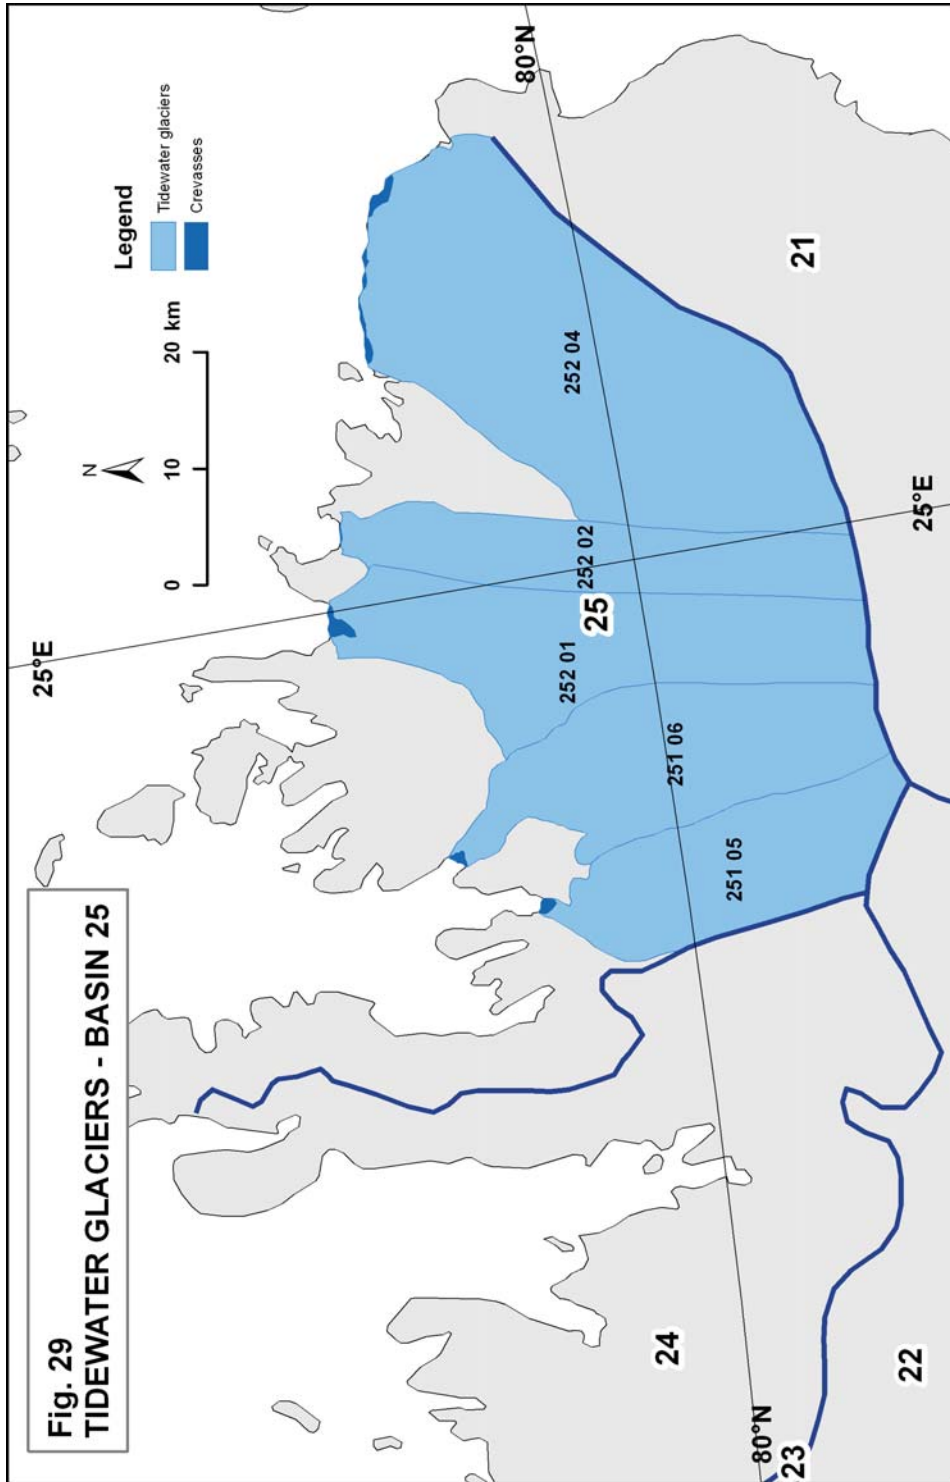 Fig. 29
TIDEWATER GLACIERS - BASIN 25
25°E
N
0 10 20 km
Legend
Tidewater glaciers
Crevasses
80°N
252 04
252 02
25
252 01
251 06
251 05
21
24
25°E
80°N
23
22